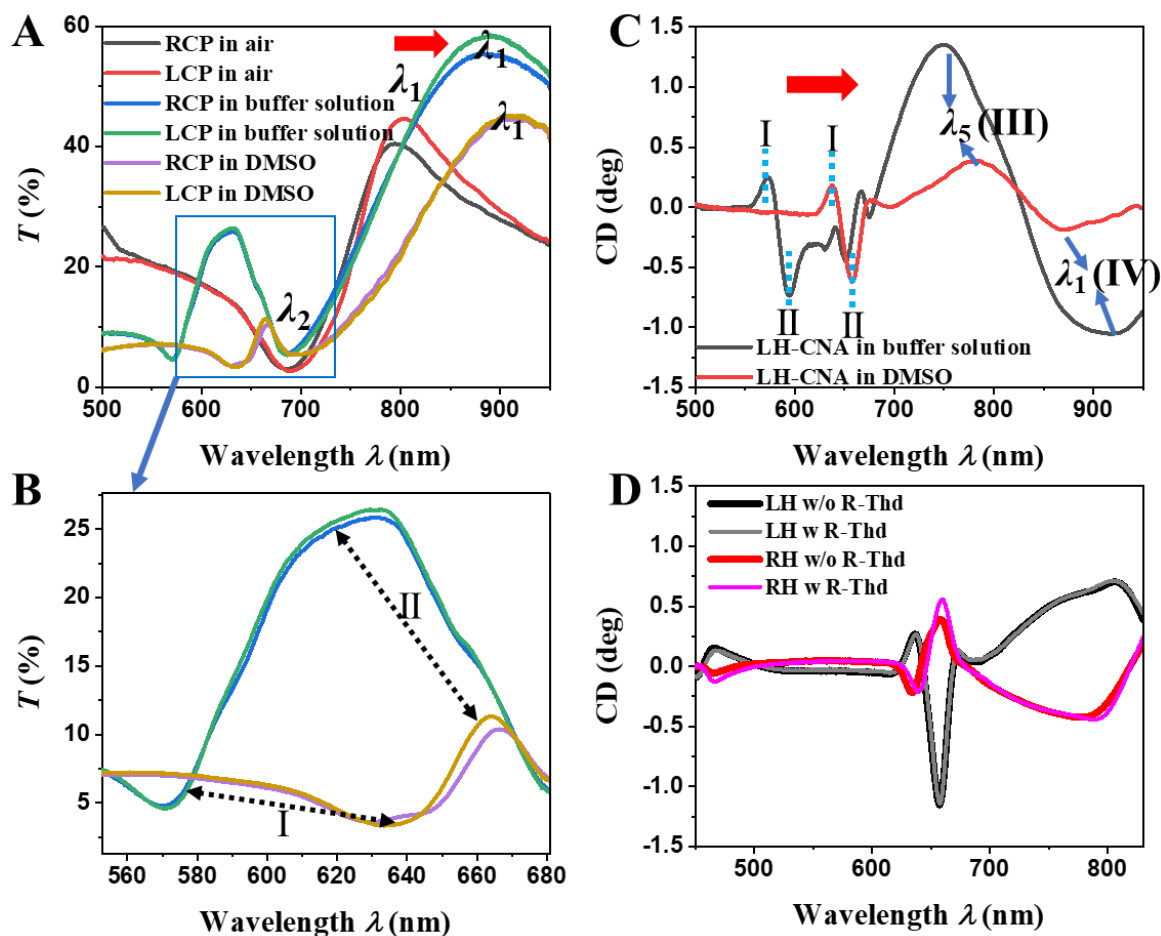 A
RCP in air
LCP in air
RCP in buffer solution
LCP in buffer solution
RCP in DMSO
LCP in DMSO
λ1
λ1
λ1
λ2
60
40
20
0
T (%)
500 600 700 800 900
Wavelength λ (nm)
C
1.5
1.0
0.5
0.0
-0.5
-1.0
-1.5
CD (deg)
I
I
λ5 (III)
λ1 (IV)
II
II
LH-CNA in buffer solution
LH-CNA in DMSO
500 600 700 800 900
Wavelength λ (nm)
B
25
20
15
10
5
T (%)
II
I
560 580 600 620 640 660 680
Wavelength λ (nm)
D
LH w/o R-Thd
LH w R-Thd
RH w/o R-Thd
RH w R-Thd
1.5
1.0
0.5
0.0
-0.5
-1.0
-1.5
CD (deg)
500 600 700 800
Wavelength λ (nm)